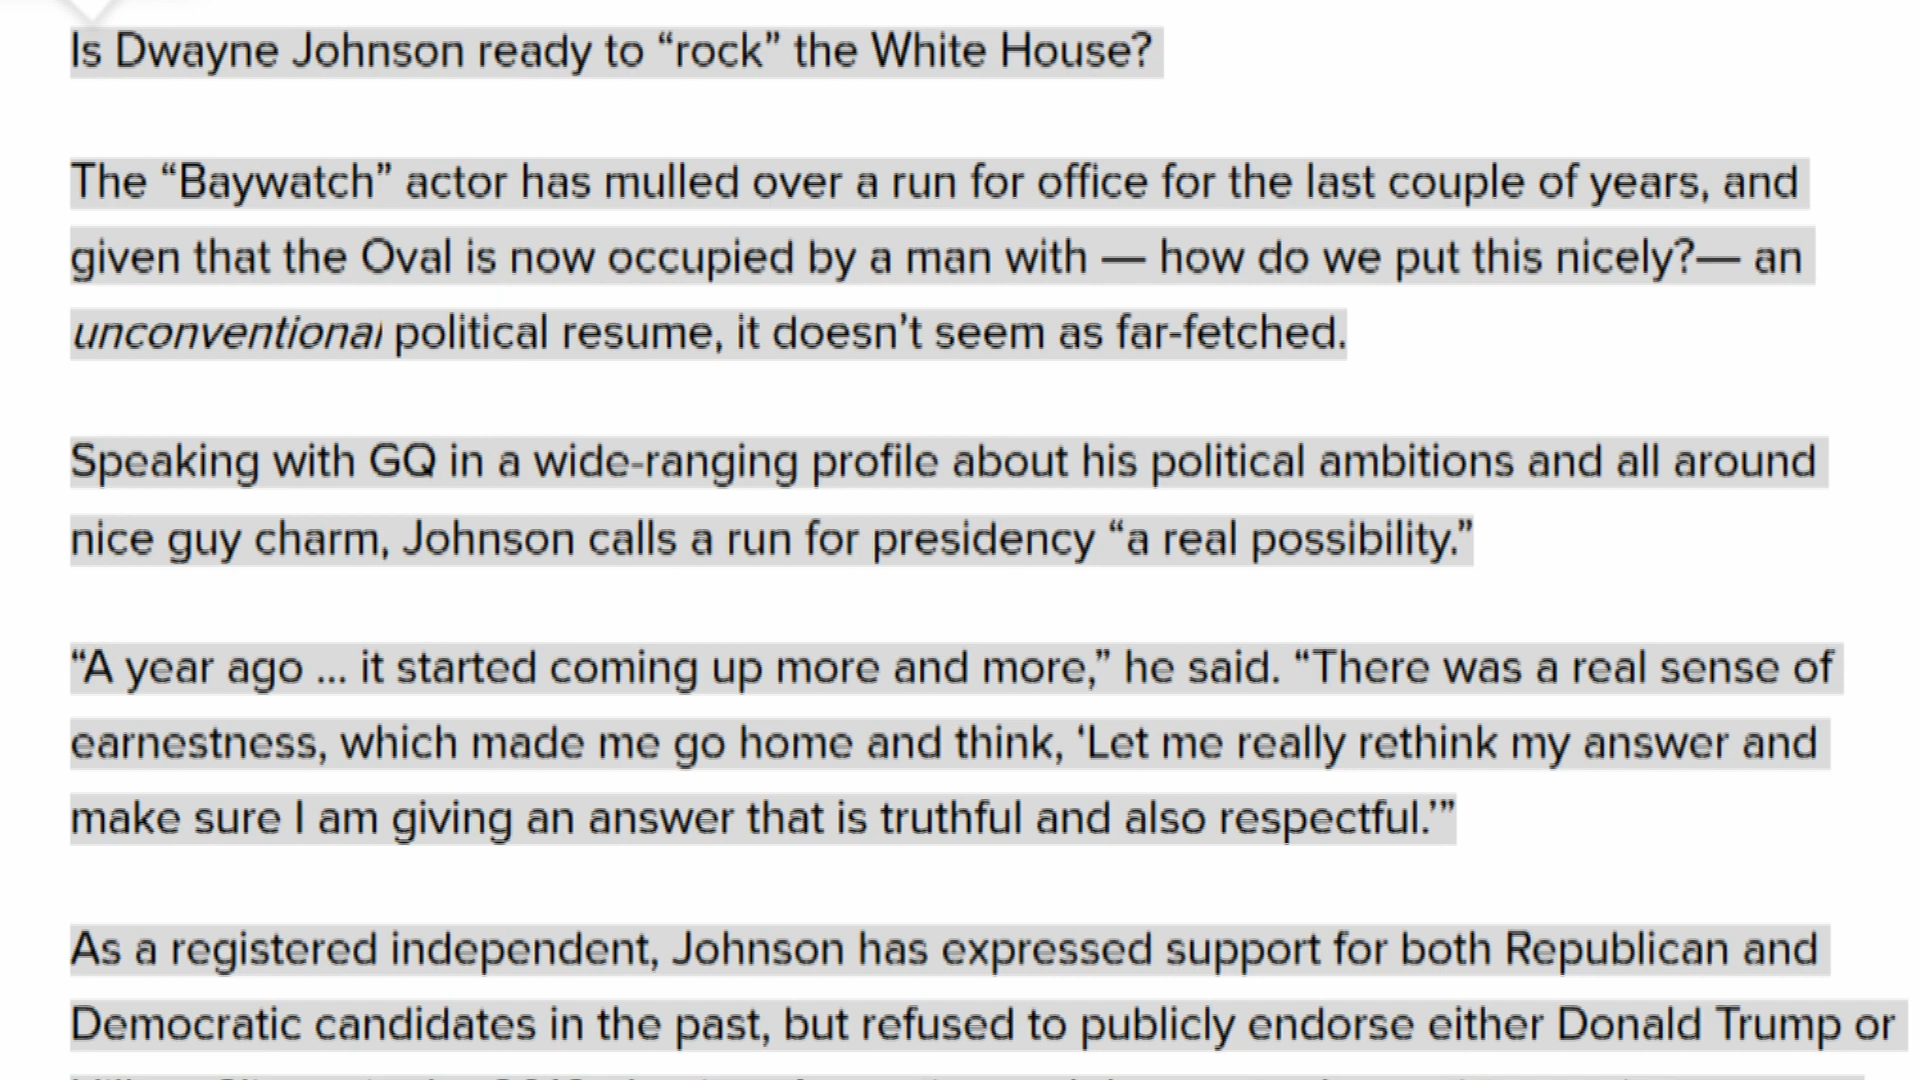 Is Dwayne Johnson ready to “rock” the White House?
The “Baywatch” actor has mulled over a run for office for the last couple of years, and
given that the Oval is now occupied by a man with — how do we put this nicely?— an
unconventional political resume, it doesn’t seem as far-fetched.
Speaking with GQ in a wide-ranging profile about his political ambitions and all around
nice guy charm, Johnson calls a run for presidency “a real possibility.”
“A year ago ... it started coming up more and more,” he said. “There was a real sense of
earnestness, which made me go home and think, ‘Let me really rethink my answer and
make sure I am giving an answer that is truthful and also respectful.’”
As a registered independent, Johnson has expressed support for both Republican and
Democratic candidates in the past, but refused to publicly endorse either Donald Trump or